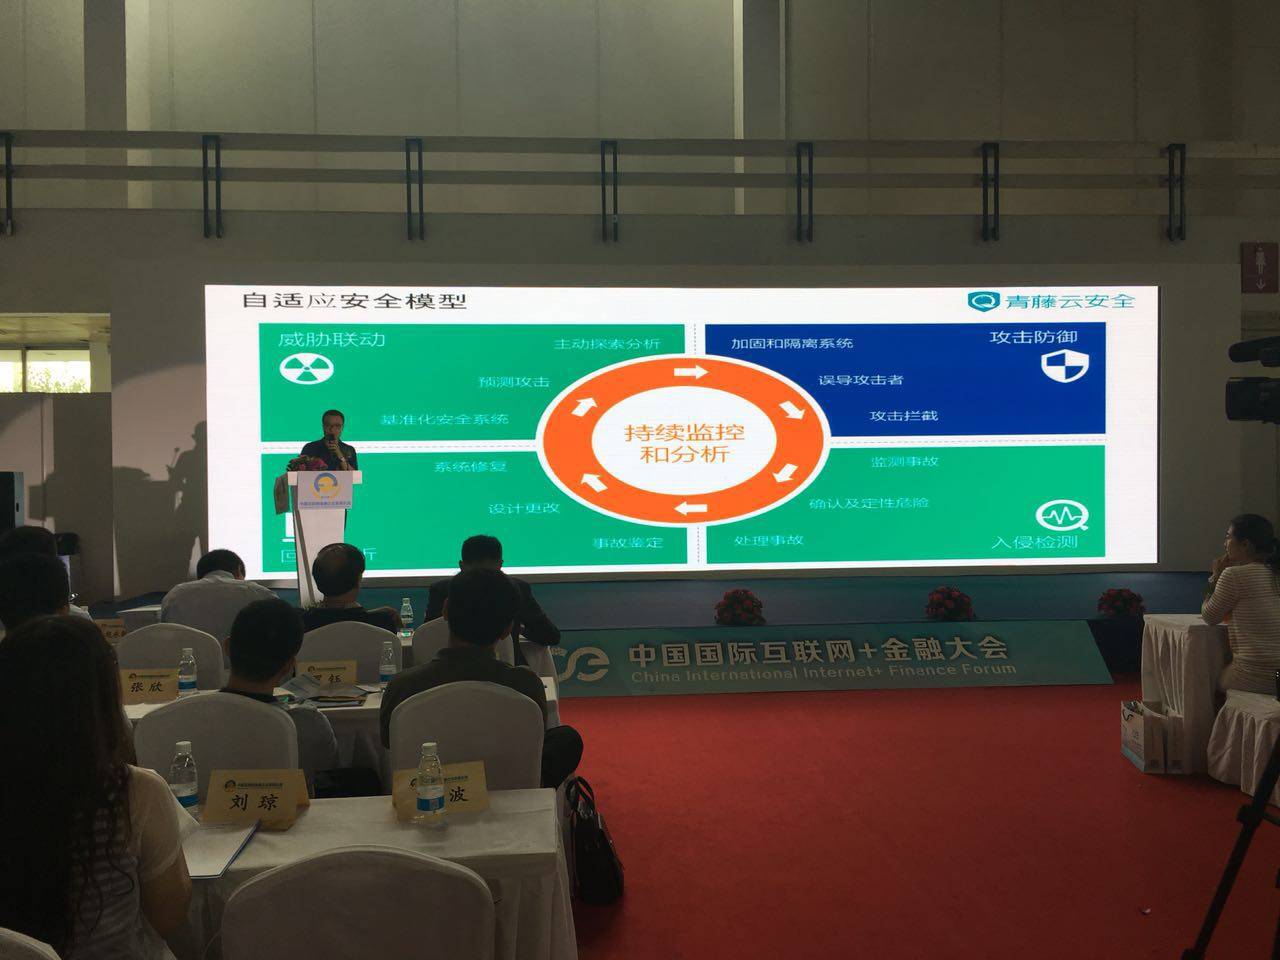 自适应安全模型
青藤云安全
威胁联动
主动探索分析
预测攻击
基准化安全系统
加固和隔离系统
攻击防御
误导攻击者
攻击拦截
持续监控
和分析
系统修复
设计更改
事故鉴定
监测事故
确认及定性危险
处理事故
入侵检测
中国国际互联网+金融大会
China International Internet+ Finance Forum
张欣
钰
刘琼
波